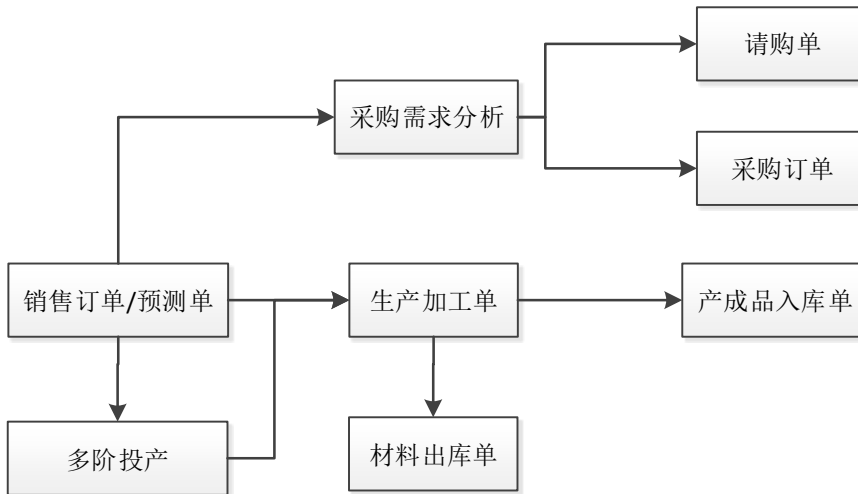 请购单
采购需求分析
采购订单
销售订单/预测单
生产加工单
产成品入库单
多阶投产
材料出库单